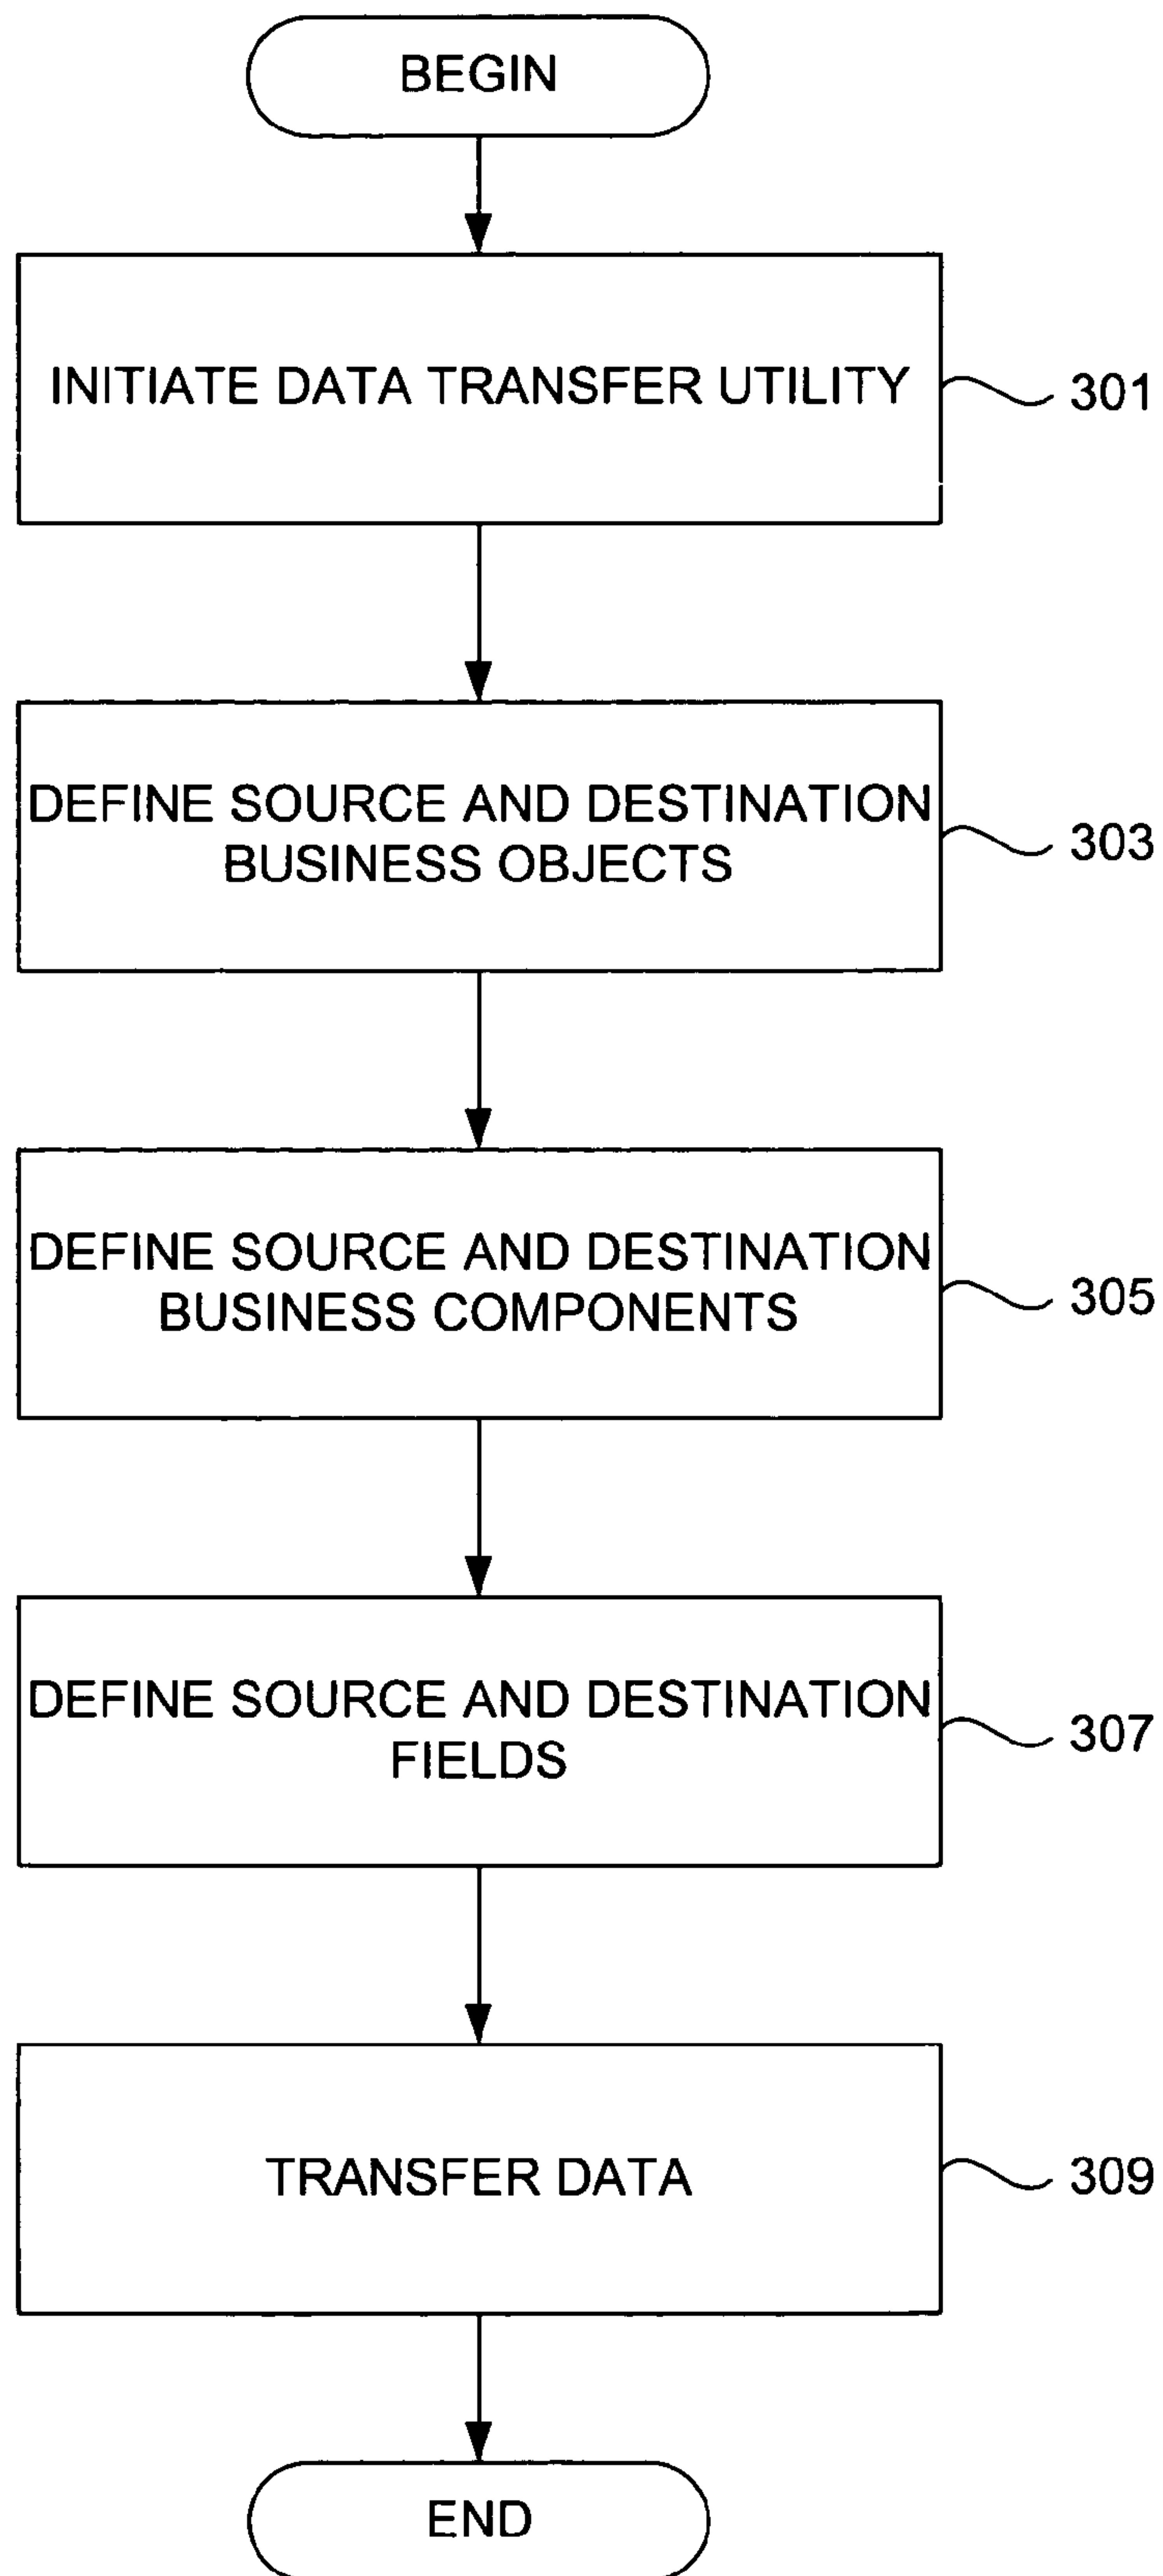 BEGIN
INITIATE DATA TRANSFER UTILITY
301
DEFINE SOURCE AND DESTINATION
BUSINESS OBJECTS
303
DEFINE SOURCE AND DESTINATION
BUSINESS COMPONENTS
305
DEFINE SOURCE AND DESTINATION
FIELDS
307
TRANSFER DATA
309
END